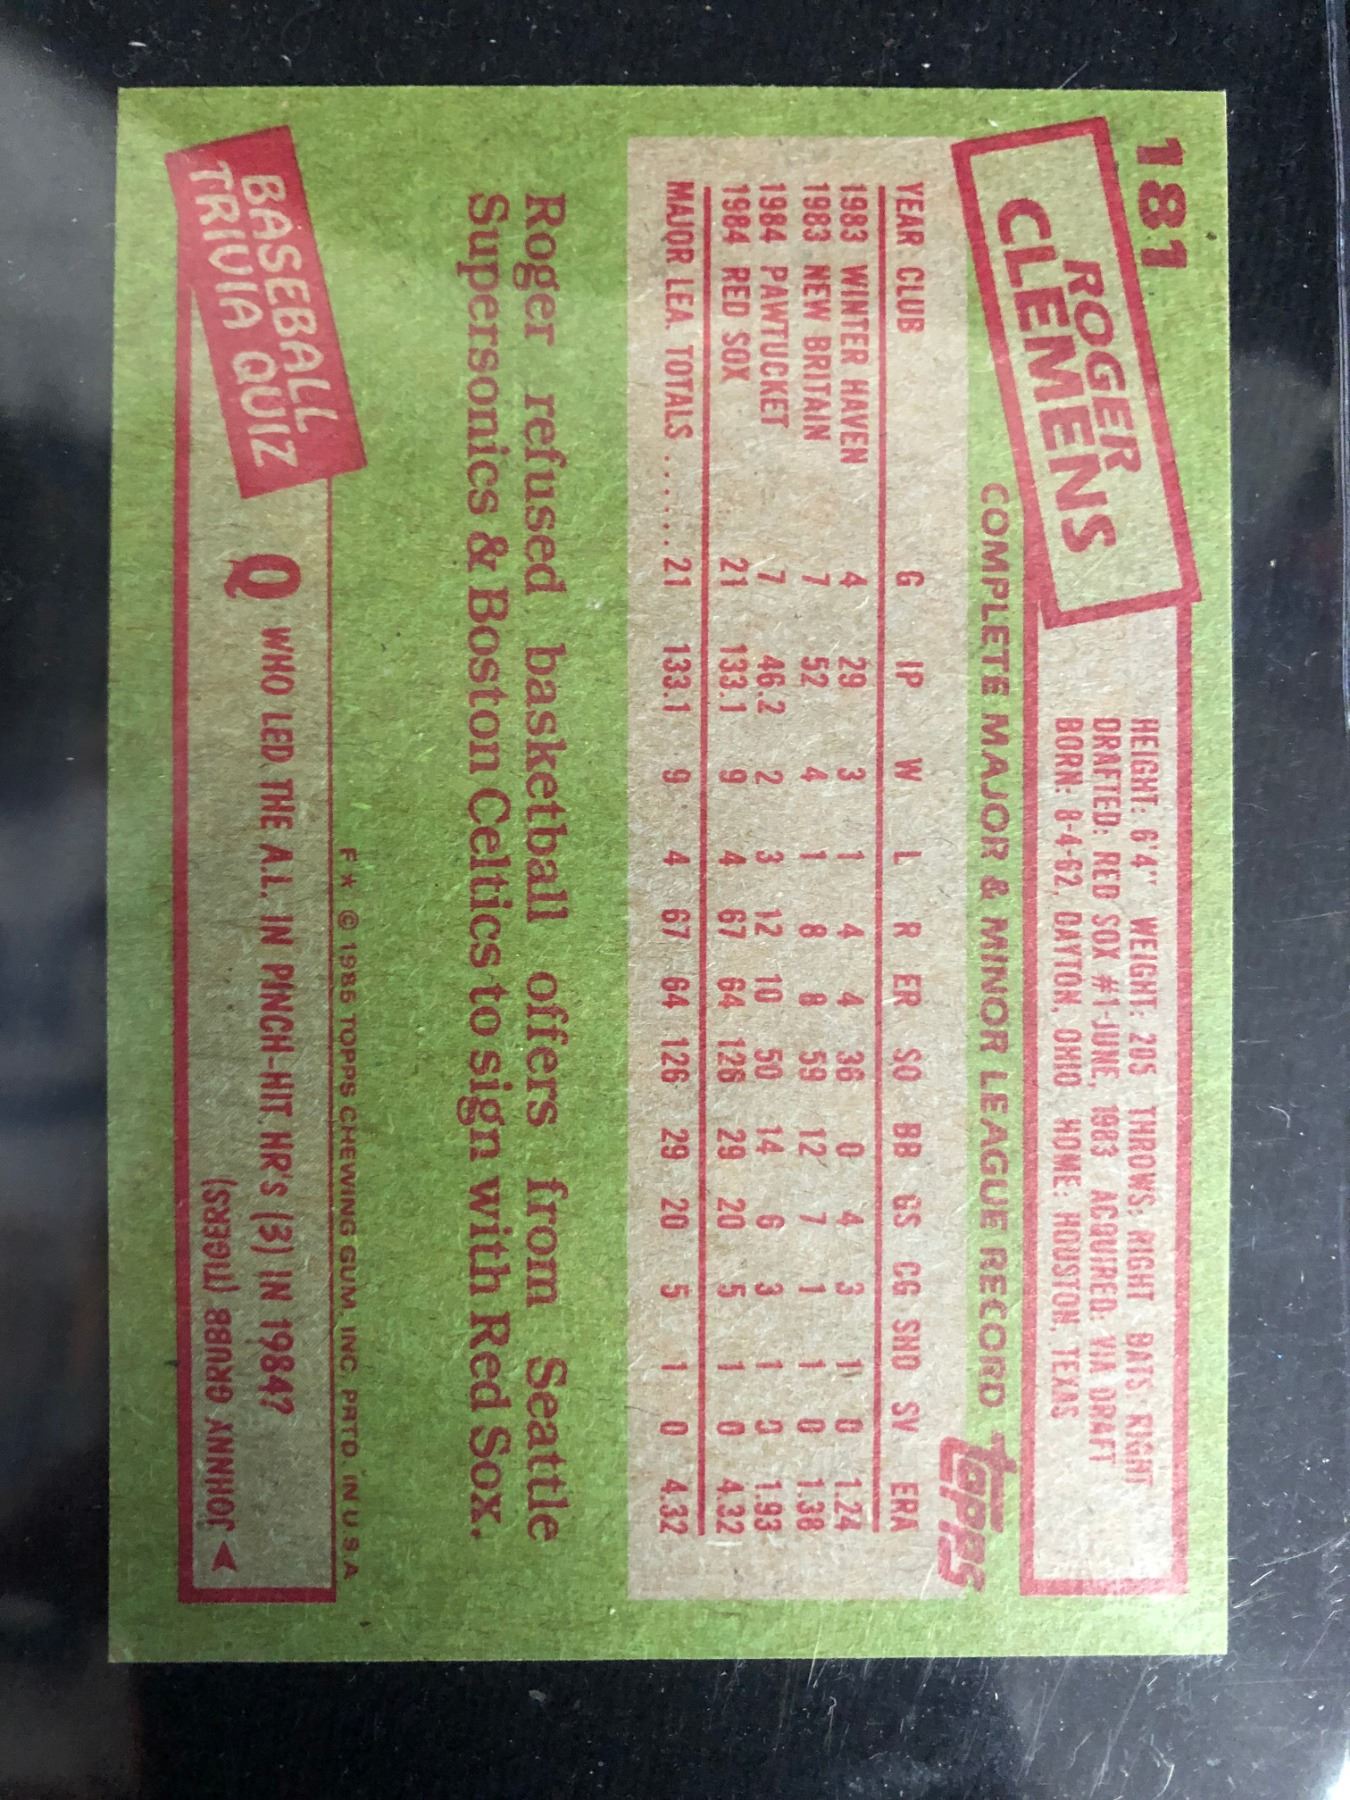 181
ROGER
CLEMENS
HEIGHT: 6'4" WEIGHT: 205 THROWS: RIGHT BATS: RIGHT
DRAFTED: RED SOX #1-JUNE, 1983 ACQUIRED: VIA DRAFT
BORN: 8-4-62, DAYTON, OHIO HOME: HOUSTON, TEXAS
COMPLETE MAJOR & MINOR LEAGUE RECORD topps
YEAR CLUB G IP W L R ER SO BB GS CG SHO SV ERA
1983 WINTER HAVEN 4 29 3 1 4 4 36 0 4 3 1 0 1.24
1983 NEW BRITAIN 7 52 4 1 8 8 59 12 7 1 1 0 1.38
1984 PAWTUCKET 7 46.2 2 3 12 10 50 14 6 3 1 0 1.93
1984 RED SOX 21 133.1 9 4 67 64 126 29 20 5 1 0 4.32
MAJOR LEA. TOTALS ...... 21 133.1 9 4 67 64 126 29 20 5 1 0 4.32
Roger refused basketball offers from Seattle
Supersonics & Boston Celtics to sign with Red Sox.
F* © 1985 TOPPS CHEWING GUM, INC. PRTD. IN U.S.A.
BASEBALL
TRIVIA QUIZ
Q WHO LED THE A.L. IN PINCH-HIT HR's (3) IN 1984?
JOHNNY GRUBB (TIGERS)